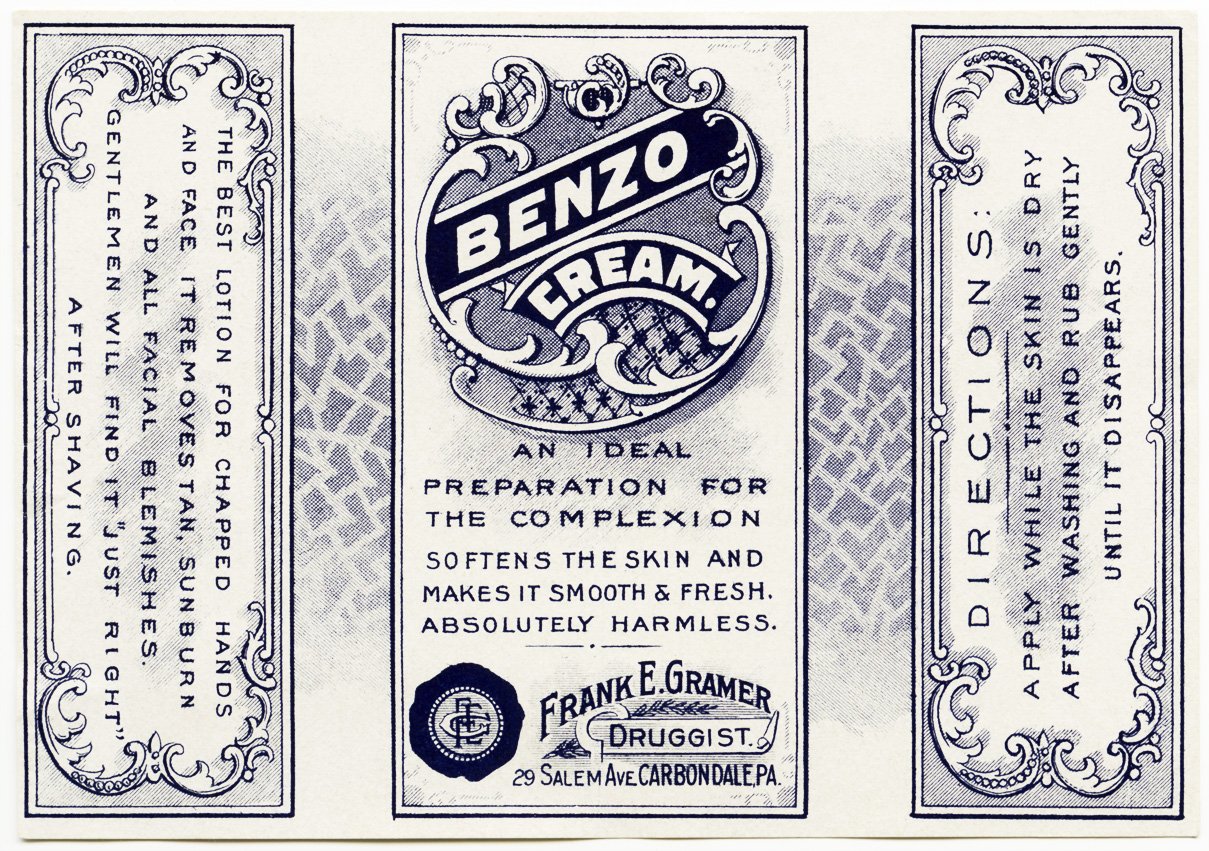 THE BEST LOTION FOR CHAPPED HANDS
AND FACE IT REMOVES TAN, SUNBURN
AND ALL FACIAL BLEMISHES.
GENTLEMEN WILL FIND IT "JUST RIGHT"
AFTER SHAVING.
BENZO
CREAM.
AN IDEAL
PREPARATION FOR
THE COMPLEXION
SOFTENS THE SKIN AND
MAKES IT SMOOTH & FRESH.
ABSOLUTELY HARMLESS.
FRANK E. GRAMER
DRUGGIST.
29 SALEM AVE. CARBONDALE, PA.
DIRECTIONS:
APPLY WHILE THE SKIN IS DRY
AFTER WASHING AND RUB GENTLY
UNTIL IT DISAPPEARS.